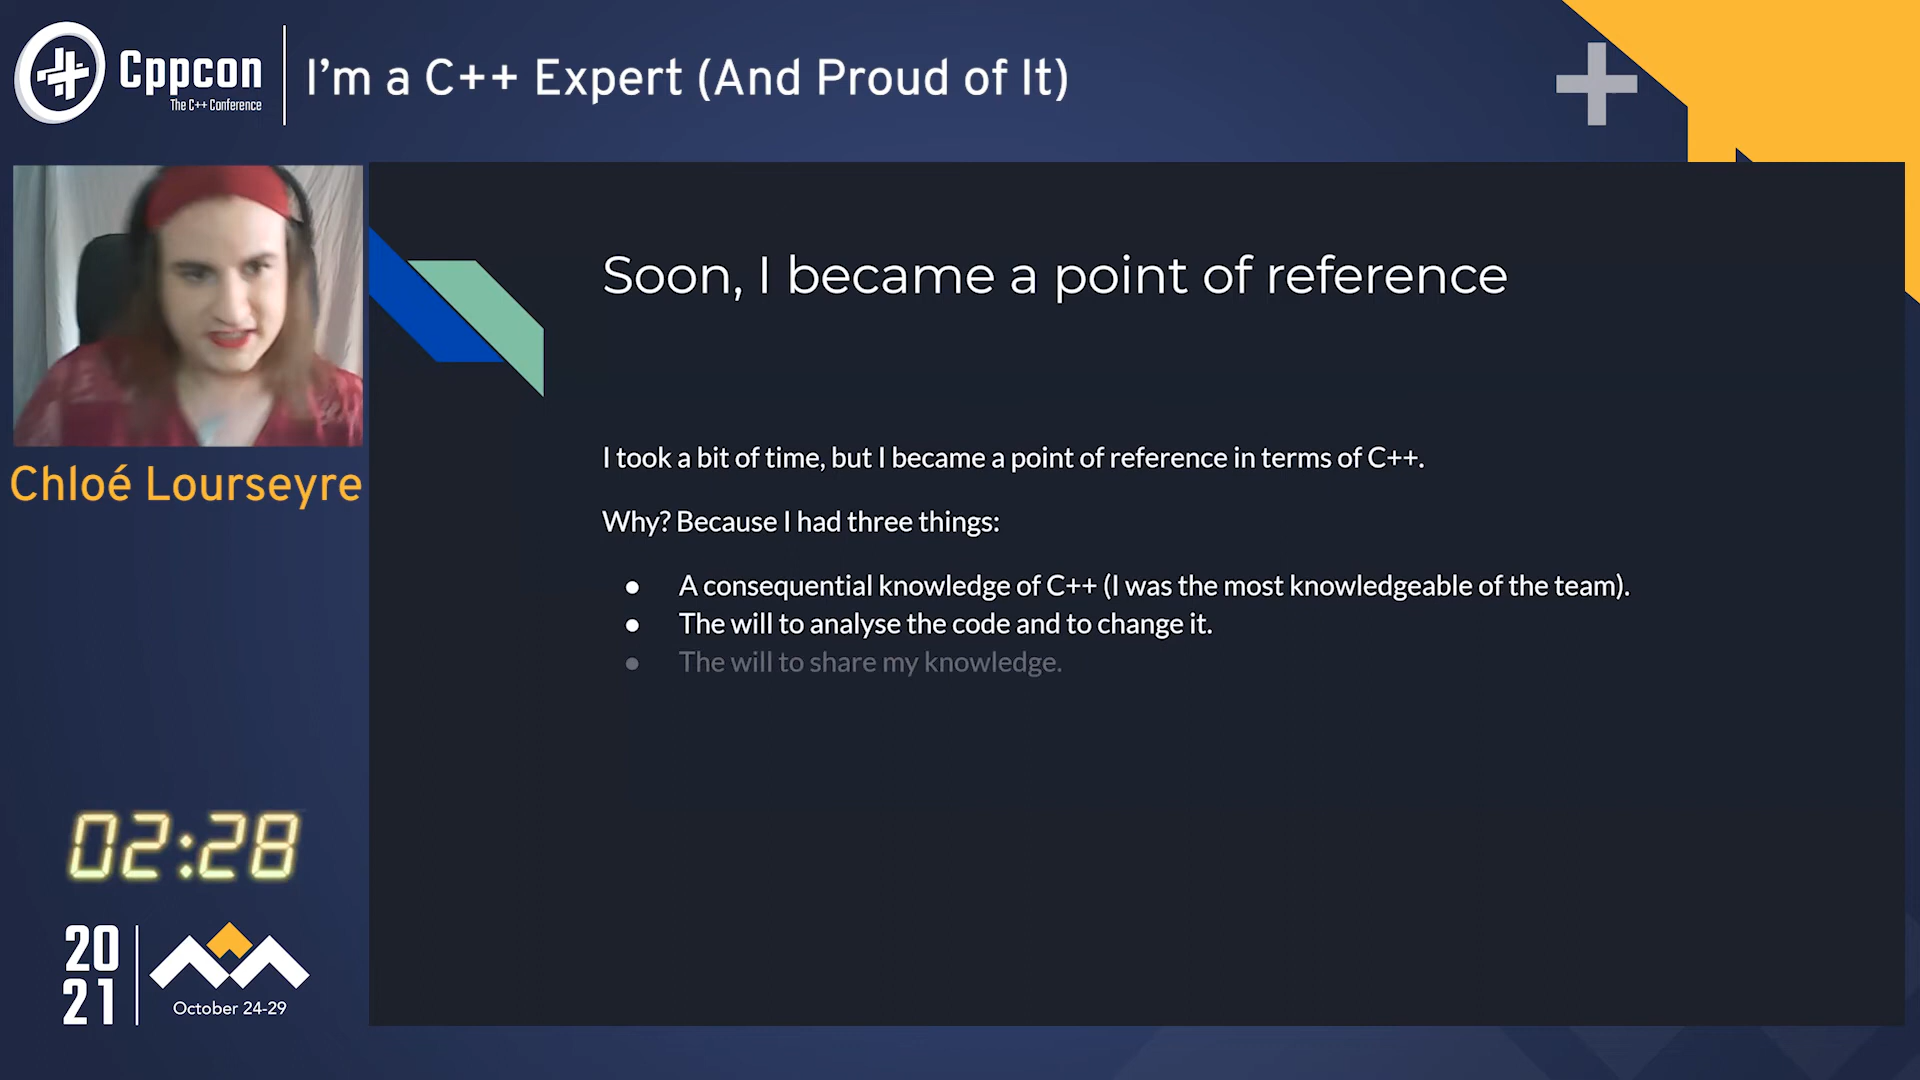 Cppcon
The C++ Conference
I'm a C++ Expert (And Proud of It)
Chloé Lourseyre
Soon, I became a point of reference
I took a bit of time, but I became a point of reference in terms of C++.
Why? Because I had three things:
● A consequential knowledge of C++ (I was the most knowledgeable of the team).
● The will to analyse the code and to change it.
● The will to share my knowledge.
02:28
20
21
October 24-29